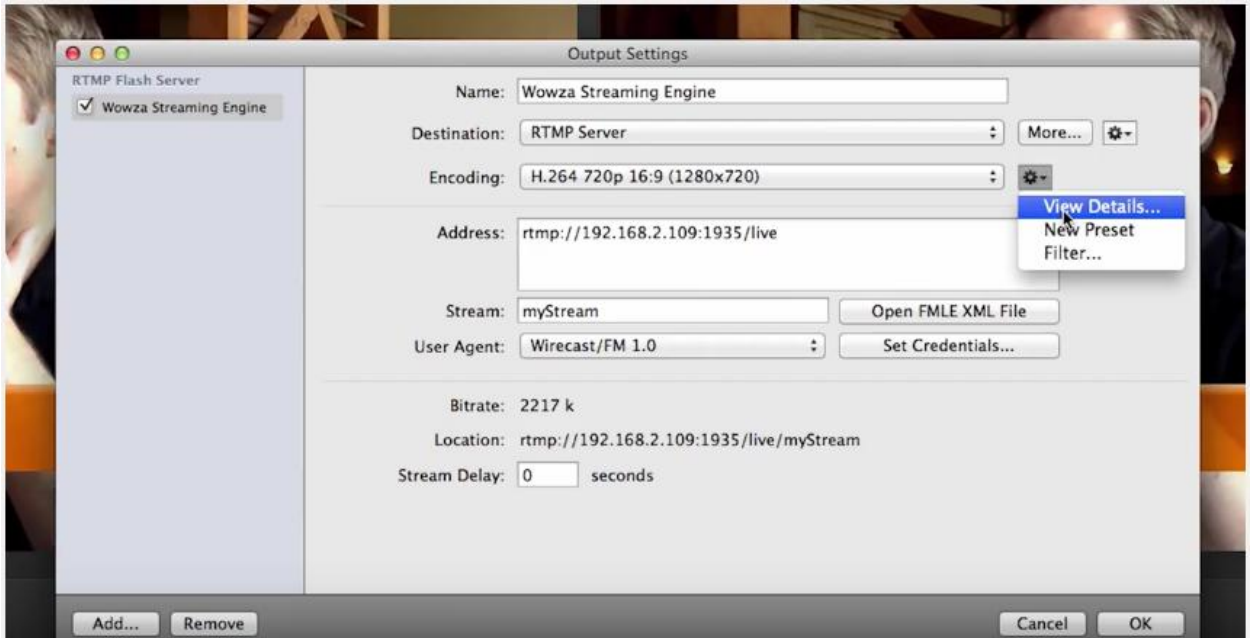 Output Settings
RTMP Flash Server
Wowza Streaming Engine
Name: Wowza Streaming Engine
Destination: RTMP Server More...
Encoding: H.264 720p 16:9 (1280x720)
View Details...
New Preset
Filter...
Address: rtmp://192.168.2.109:1935/live
Stream: myStream Open FMLE XML File
User Agent: Wirecast/FM 1.0 Set Credentials...
Bitrate: 2217 k
Location: rtmp://192.168.2.109:1935/live/myStream
Stream Delay: 0 seconds
Add... Remove Cancel OK